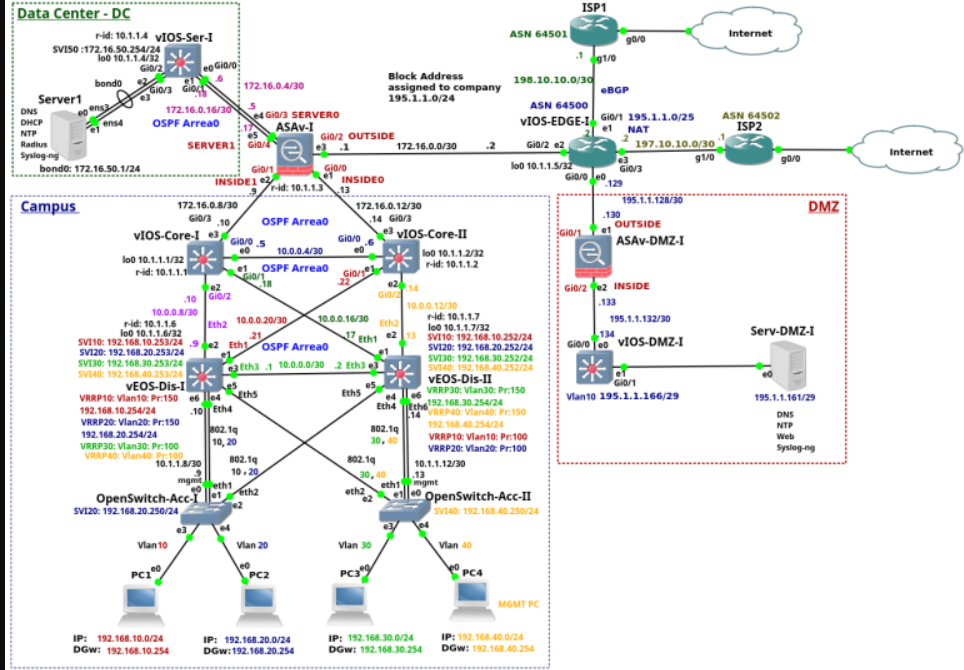 Data Center - DC
r-id: 10.1.1.4
vIOS-Ser-I
SVI50 :172.16.50.254/24
lo0 10.1.1.4/32
Gi0/2
e2
Gi0/3
e3
e0 Gi0/0
.6
e1
Gi0/1
.18
bond0
172.16.0.4/30
172.16.0.16/30
OSPF Area0
Server1
ens3
e0
e1
ens4
DNS
DHCP
NTP
Radius
Syslog-ng
bond0: 172.16.50.1/24
.5
e4 Gi0/3 SERVER0
ASAv-I
.17
e5
Gi0/4
SERVER1
Gi0/2 OUTSIDE
e3 .1
172.16.0.0/30
.2
Gi0/1
INSIDE1 e2
.9
r-id: 10.1.1.3
Gi0/0
e1 INSIDE0
.13
Block Address
assigned to company
195.1.1.0/24
ISP1
ASN 64501
g0/0
Internet
.1
g1/0
198.10.10.0/30
eBGP
ASN 64500
vIOS-EDGE-I
Gi0/1
e1
195.1.1.0/25
NAT
.2
Gi0/2 e2
.2
197.10.10.0/30
e3
Gi0/3
lo0 10.1.1.5/32
Gi0/0
e0
.129
ASN 64502
ISP2
.1
g1/0
g0/0
Internet
195.1.1.128/30
DMZ
.130
OUTSIDE
e1
Gi0/1
ASAv-DMZ-I
Gi0/2 e2 INSIDE
.133
195.1.1.132/30
.134
Gi0/0 e0
vIOS-DMZ-I
e1
Gi0/1
Vlan10 195.1.1.166/29
Serv-DMZ-I
e0
195.1.1.161/29
DNS
NTP
Web
Syslog-ng
Campus
172.16.0.8/30
Gi0/3 .10
e3
OSPF Arrea0
172.16.0.12/30
.14 Gi0/3
e3
vIOS-Core-I
vIOS-Core-II
Gi0/0 .5
e0
10.0.0.4/30
Gi0/0 .6
e0
lo0 10.1.1.1/32
r-id: 10.1.1.1
lo0 10.1.1.2/32
r-id: 10.1.1.2
OSPF Area0
e1
Gi0/1
.18
e1
Gi0/1
.22
e2
Gi0/2
.10
e2
Gi0/2
.14
10.0.0.8/30
10.0.0.12/30
10.0.0.20/30
10.0.0.16/30
r-id: 10.1.1.6
lo0 10.1.1.6/32
Eth2
.9 e2
.21
Eth1
e1
OSPF Area0
.17
Eth1
e1
Eth2
.13
e2
r-id: 10.1.1.7
lo0 10.1.1.7/32
SVI10: 192.168.10.253/24
SVI20: 192.168.20.253/24
SVI30: 192.168.30.253/24
SVI40: 192.168.40.253/24
SVI10: 192.168.10.252/24
SVI20: 192.168.20.252/24
SVI30: 192.168.30.252/24
SVI40: 192.168.40.252/24
e3
Eth3 .1 10.0.0.0/30 .2 Eth3
e3
vEOS-Dis-I
vEOS-Dis-II
VRRP10: Vlan10: Pr:150
192.168.10.254/24
VRRP20: Vlan20: Pr:150
192.168.20.254/24
VRRP30: Vlan30: Pr:100
VRRP40: Vlan40: Pr:100
VRRP30: Vlan30: Pr:150
192.168.30.254/24
VRRP40: Vlan40: Pr:150
192.168.40.254/24
VRRP10: Vlan10: Pr:100
VRRP20: Vlan20: Pr:100
e6 e4
.10 Eth4
e5
Eth5
e5
Eth5
e4
Eth4
e6
Eth6
.14
802.1q
10, 20
802.1q
10, 20
802.1q
30, 40
802.1q
30, 40
10.1.1.8/30
.9
mgmt
e0
eth1
e1
eth2
e2
10.1.1.12/30
.13
mgmt
e0
eth1
e1
eth2
e2
OpenSwitch-Acc-I
SVI20: 192.168.20.250/24
OpenSwitch-Acc-II
SVI40: 192.168.40.250/24
e3
e4
e3
e4
Vlan10
Vlan 20
Vlan 30
Vlan 40
PC1
e0
PC2
e0
PC3
e0
PC4
e0
MGMT PC
IP: 192.168.10.0/24
DGw: 192.168.10.254
IP: 192.168.20.0/24
DGw:192.168.20.254
IP: 192.168.30.0/24
DGw: 192.168.30.254
IP: 192.168.40.0/24
DGw: 192.168.40.254